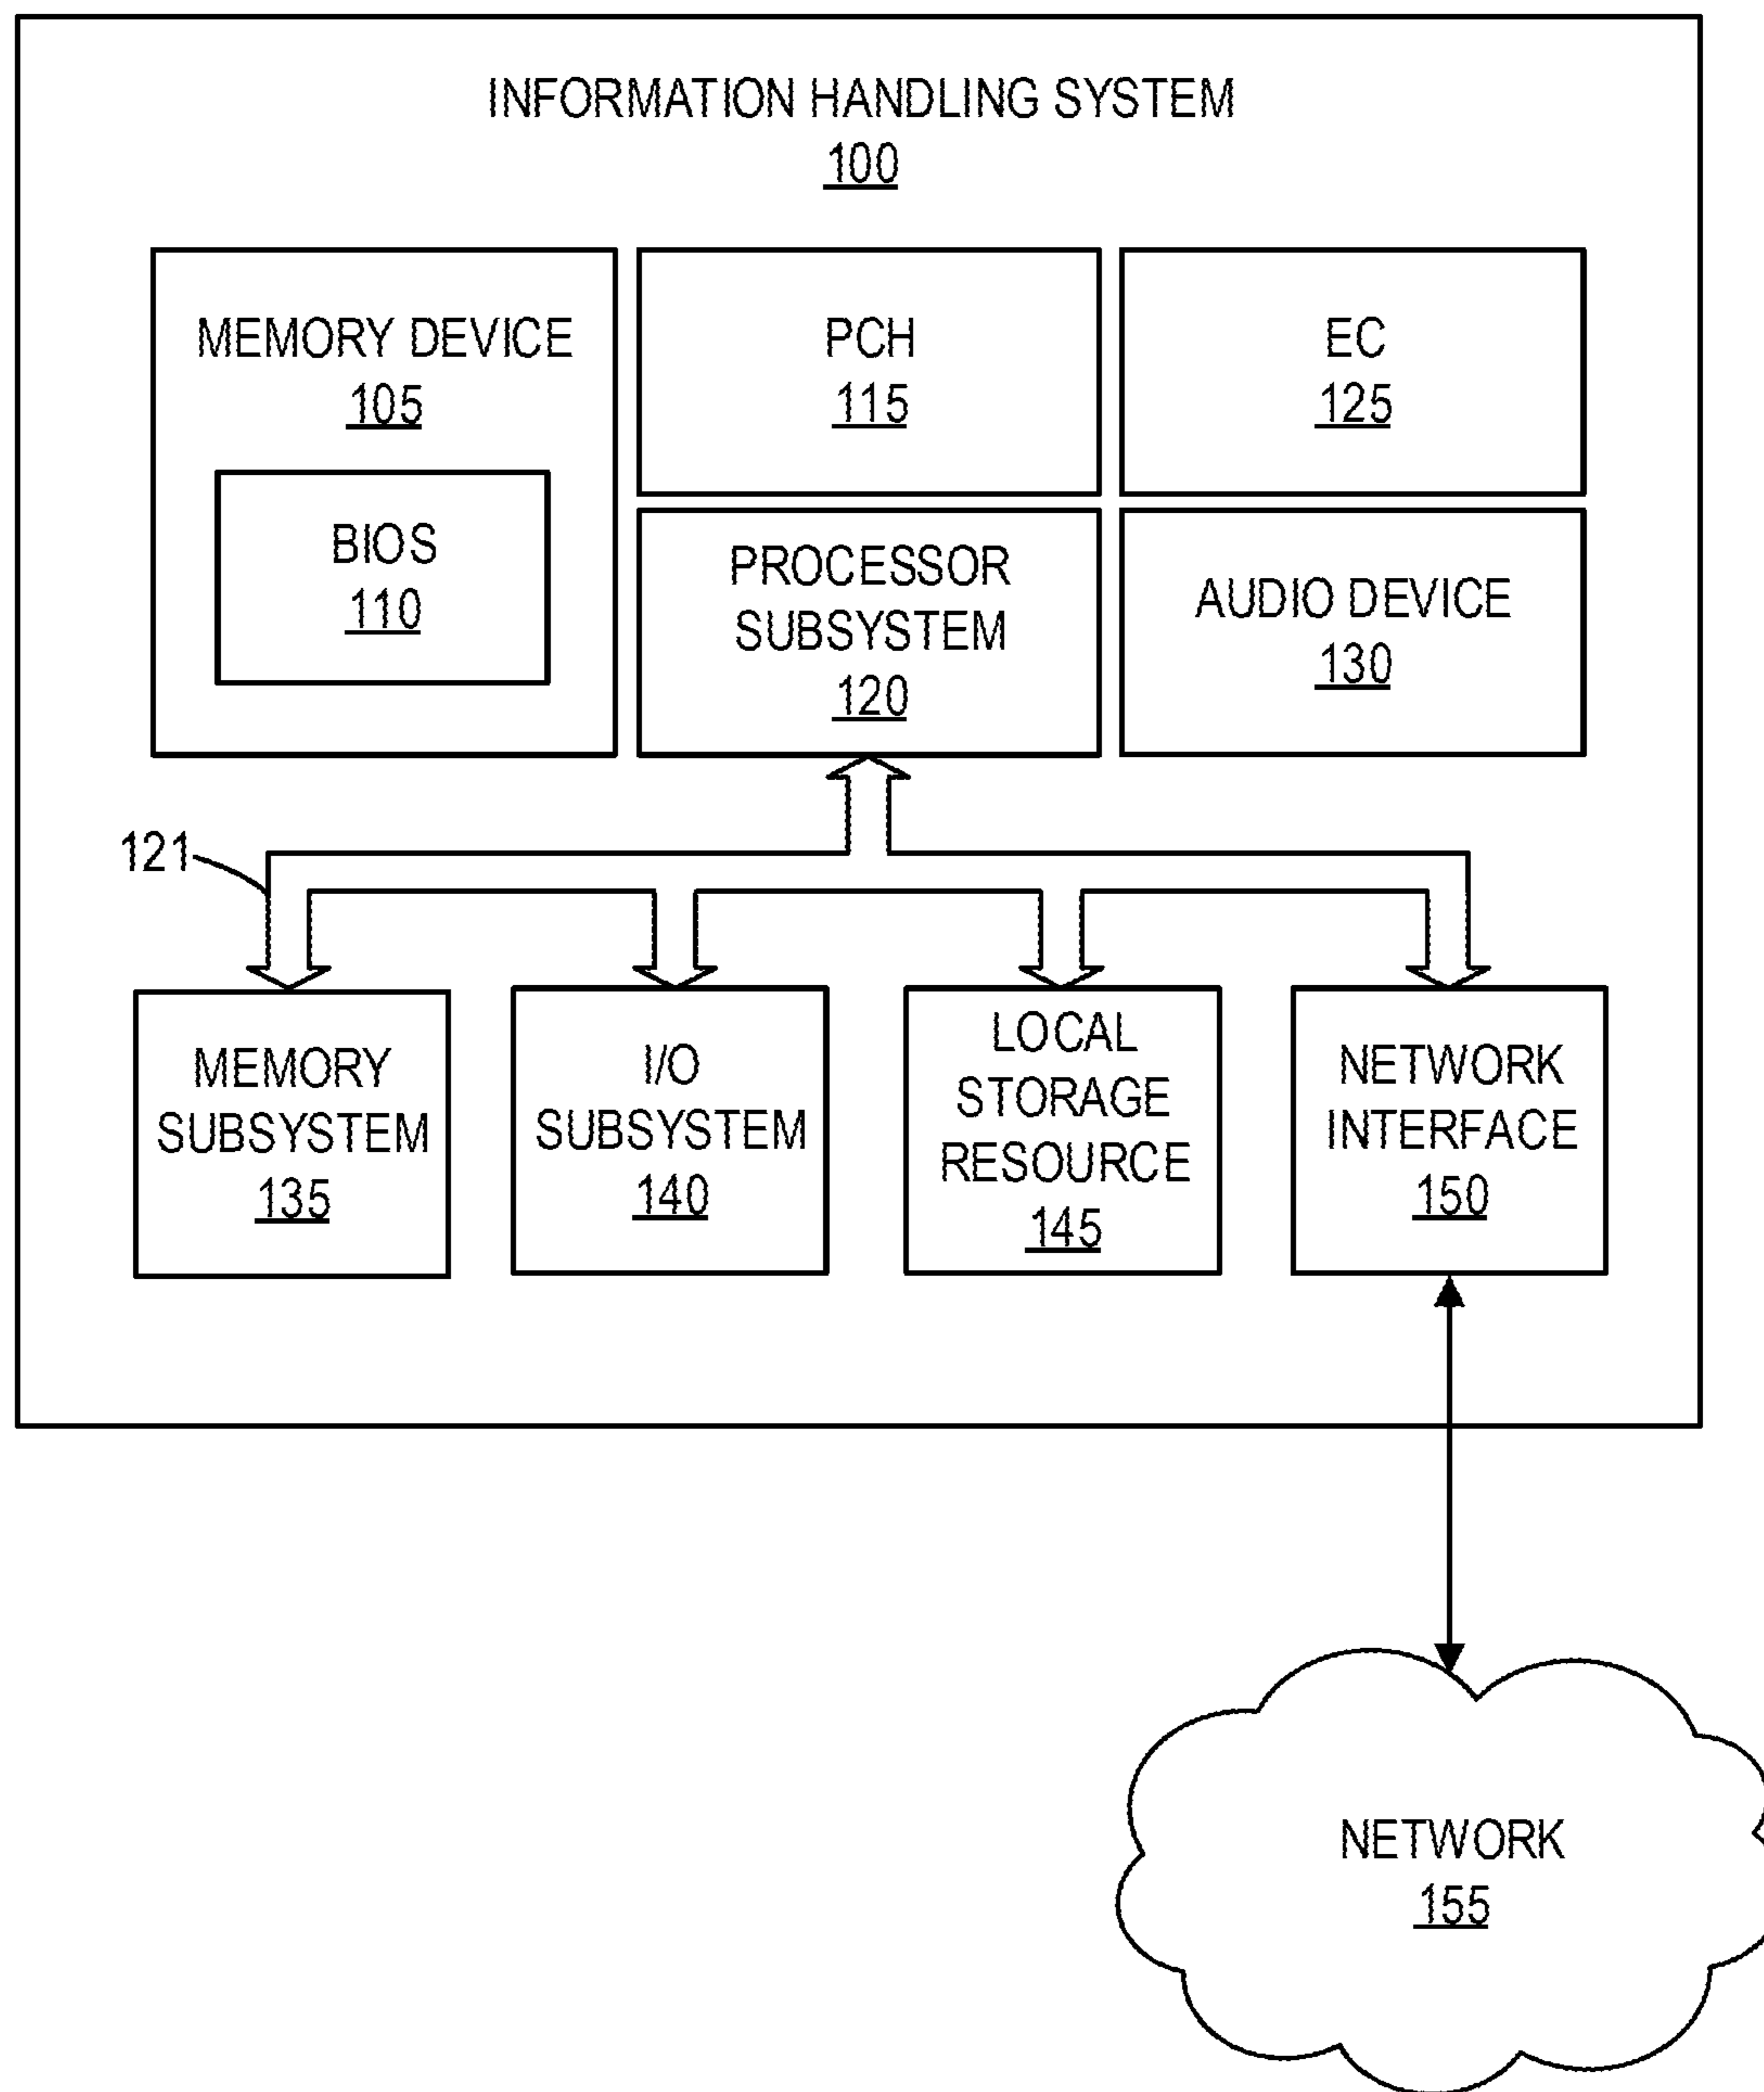 INFORMATION HANDLING SYSTEM
100
MEMORY DEVICE
105
BIOS
110
PCH
115
EC
125
PROCESSOR
SUBSYSTEM
120
AUDIO DEVICE
130
121
MEMORY
SUBSYSTEM
135
I/O
SUBSYSTEM
140
LOCAL
STORAGE
RESOURCE
145
NETWORK
INTERFACE
150
NETWORK
155